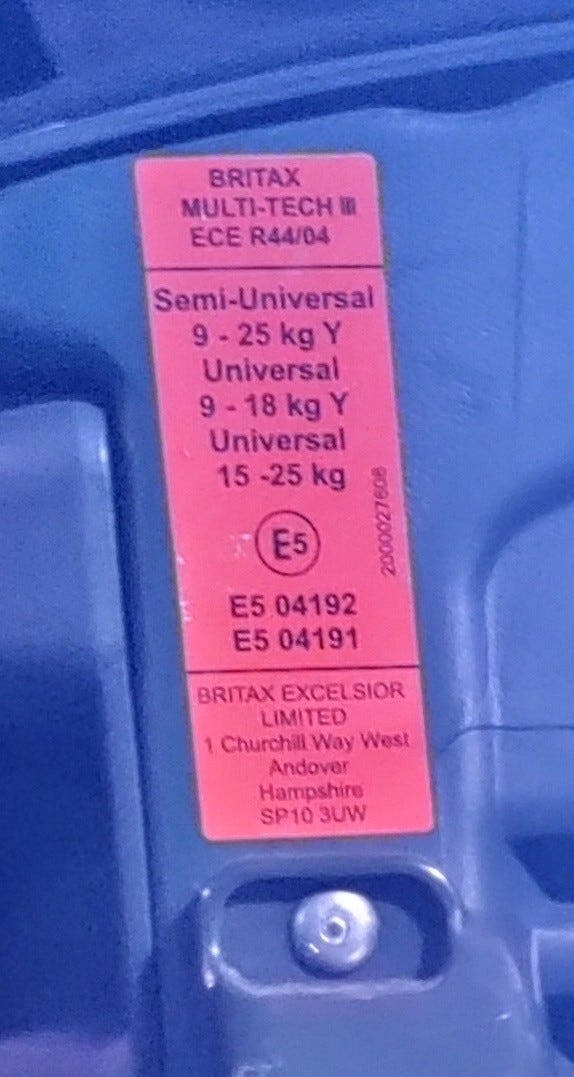 BRITAX
MULTI-TECH III
ECE R44/04
Semi-Universal
9 - 25 kg Y
Universal
9 - 18 kg Y
Universal
15 -25 kg
E5
2000027608
E5 04192
E5 04191
BRITAX EXCELSIOR
LIMITED
1 Churchill Way West
Andover
Hampshire
SP10 3UW